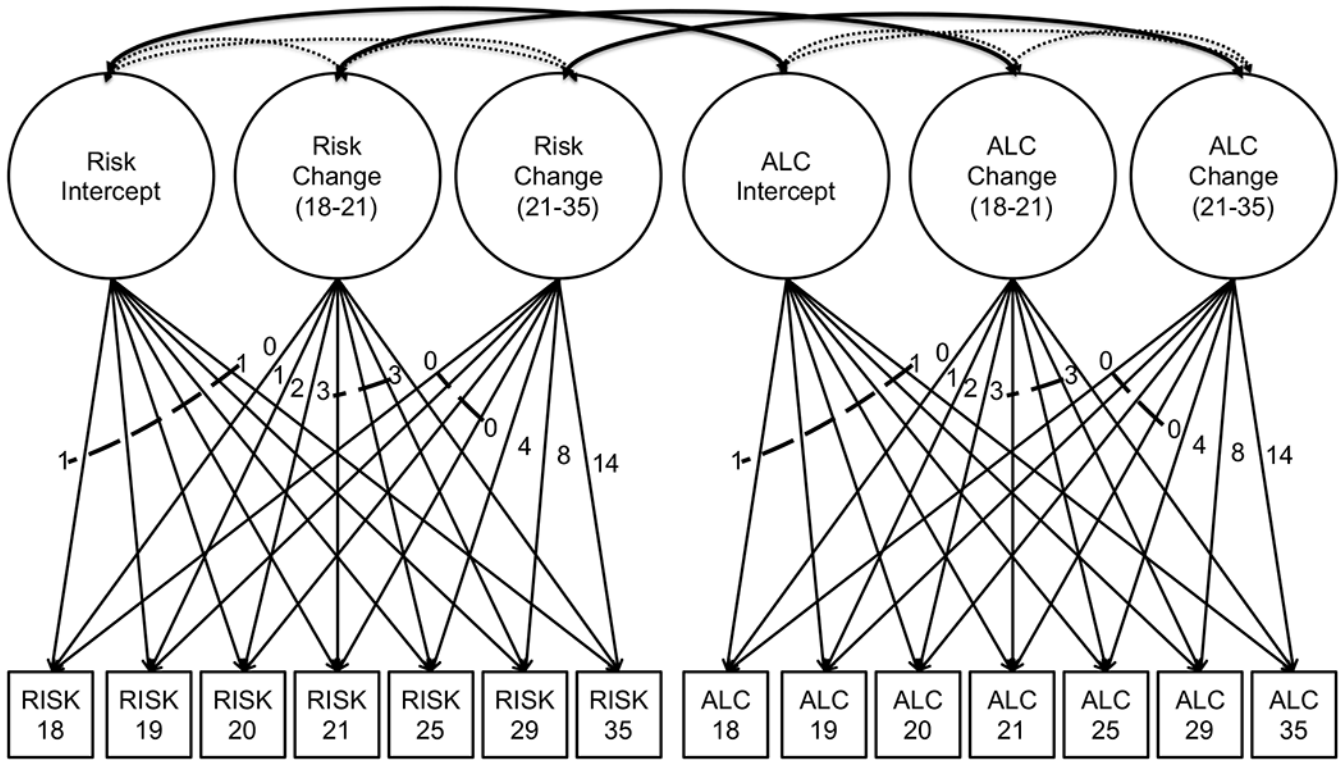 Risk
Intercept
Risk
Change
(18-21)
Risk
Change
(21-35)
ALC
Intercept
ALC
Change
(18-21)
ALC
Change
(21-35)
1
1
0
1
2
3
3
0
0
4
8
14
1
1
0
1
2
3
3
0
0
4
8
14
RISK
18
RISK
19
RISK
20
RISK
21
RISK
25
RISK
29
RISK
35
ALC
18
ALC
19
ALC
20
ALC
21
ALC
25
ALC
29
ALC
35